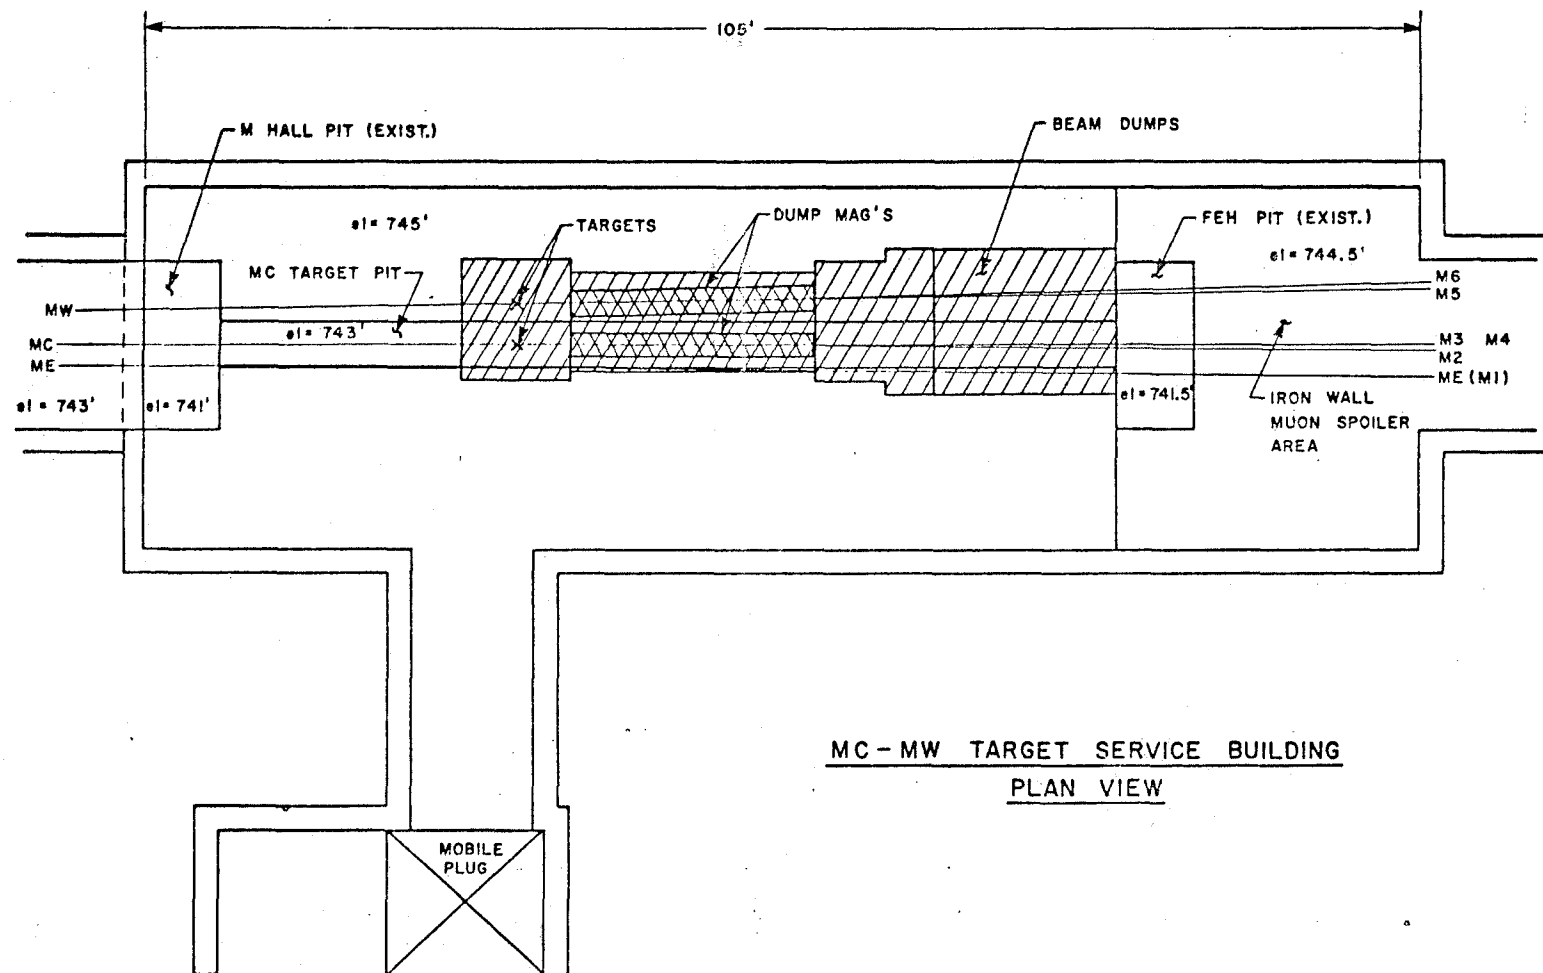 105'
M HALL PIT (EXIST.)
BEAM DUMPS
el= 745'
TARGETS
DUMP MAG'S
FEH PIT (EXIST.)
el= 744.5'
MC TARGET PIT
M6
M5
MW
el= 743'
MC
M3 M4
M2
ME
ME (M1)
el= 743'
el= 741'
el= 741.5'
IRON WALL
MUON SPOILER
AREA
MC-MW TARGET SERVICE BUILDING
PLAN VIEW
MOBILE
PLUG